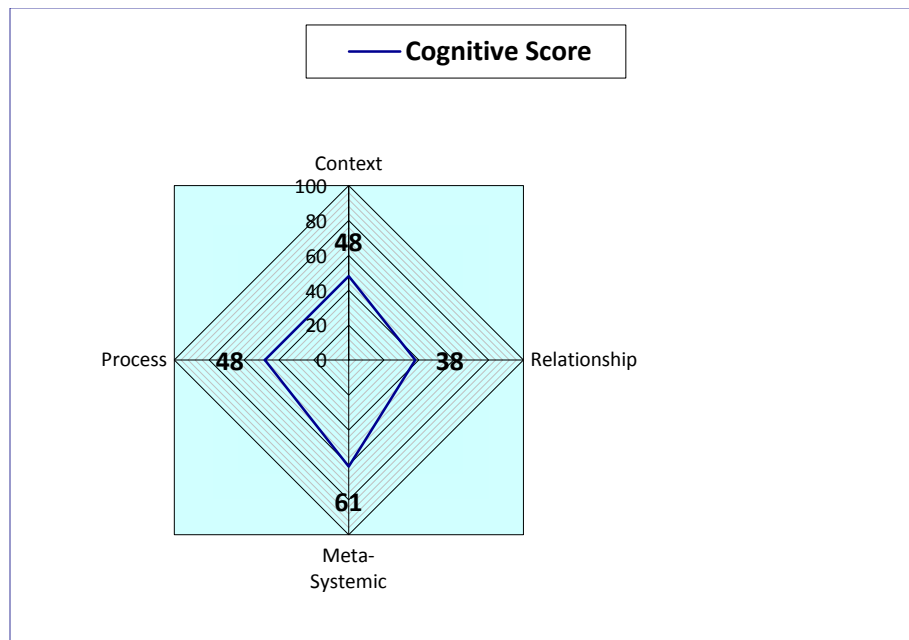 Cognitive Score
Context
100
80
48
60
40
20
Process
48
0
38
Relationship
61
Meta-
Systemic